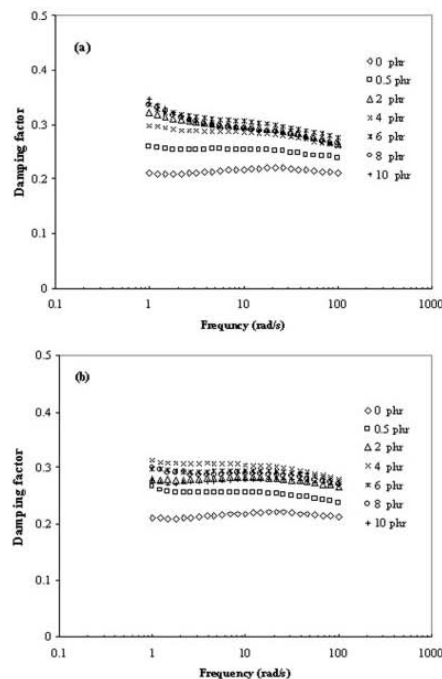 0.5
(a)
0 phr
0.5 phr
2 phr
4 phr
6 phr
8 phr
10 phr
0.4
0.3
0.2
0.1
0
Damping factor
0.1
1
10
100
1000
Frequncy (rad/s)
0.5
(b)
0 phr
0.5 phr
2 phr
4 phr
6 phr
8 phr
10 phr
0.4
0.3
0.2
0.1
0
Damping factor
0.1
1
10
100
1000
Frequency (rad/s)